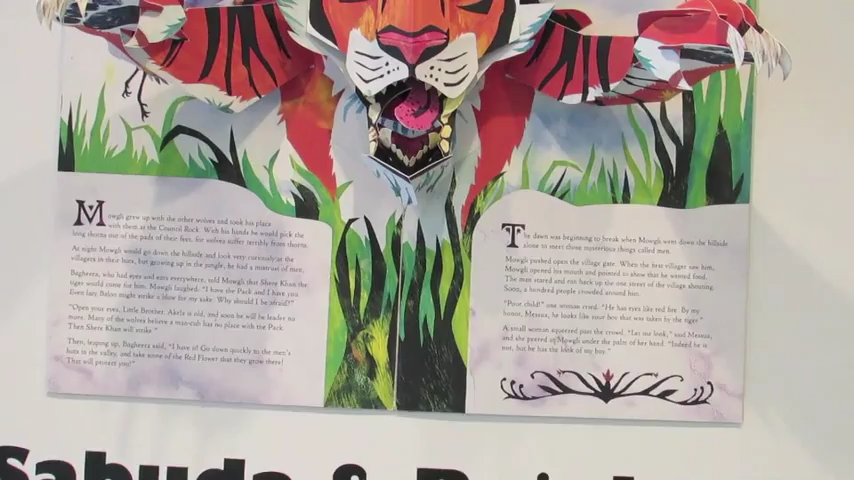 Mowgli grew up with the other wolves and took his place
with them at the Council Rock. With his hands he would pick the
long thorns out of the pads of their feet, for wolves suffer terribly from thorns.
At night Mowgli would go down the hillside and look very curiously at the
villagers in their huts, but growing up in the jungle, he had a mistrust of men.
Bagheera, who had eyes and ears everywhere, told Mowgli that Shere Khan the
tiger would come for him. Mowgli laughed. "I have the Pack and I have you.
Even lazy Baloo might strike a blow for my sake. Why should I be afraid?"
"Open your eyes, Little Brother. Akela is old, and soon he will be leader no
more. Many of the wolves believe a man-cub has no place with the Pack.
Then Shere Khan will strike."
Then, leaping up, Bagheera said, "I have it! Go down quickly to the men's
huts in the valley, and take some of the Red Flower that they grow there!
That will protect you!"
The dawn was beginning to break when Mowgli went down the hillside
alone to meet those mysterious things called men.
Mowgli pushed open the village gate. When the first villager saw him,
Mowgli opened his mouth and pointed to show that he wanted food.
The man stared and ran back up the one street of the village shouting.
Soon, a hundred people crowded around him.
"Poor child!" one woman cried. "He has eyes like red fire. By my
honor, Messua, he looks like your boy that was taken by the tiger."
A small woman squeezed past the crowd. "Let me look," said Messua,
and she peered at Mowgli under the palm of her hand. "Indeed he is
not, but he has the look of my boy."
Sabuda &